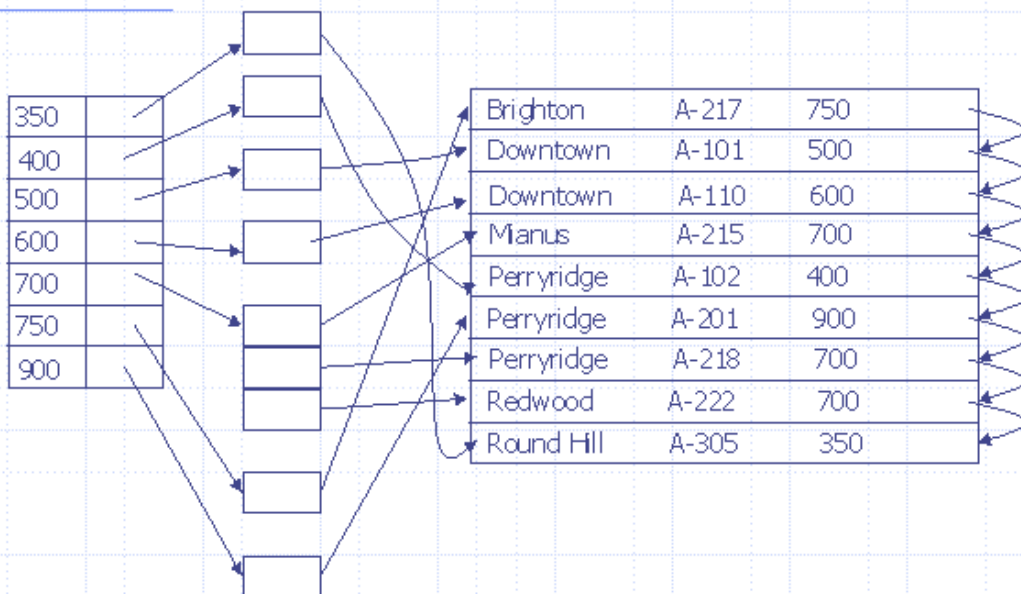 350
400
500
600
700
750
900
Brighton A-217 750
Downtown A-101 500
Downtown A-110 600
Mianus A-215 700
Perryridge A-102 400
Perryridge A-201 900
Perryridge A-218 700
Redwood A-222 700
Round Hill A-305 350